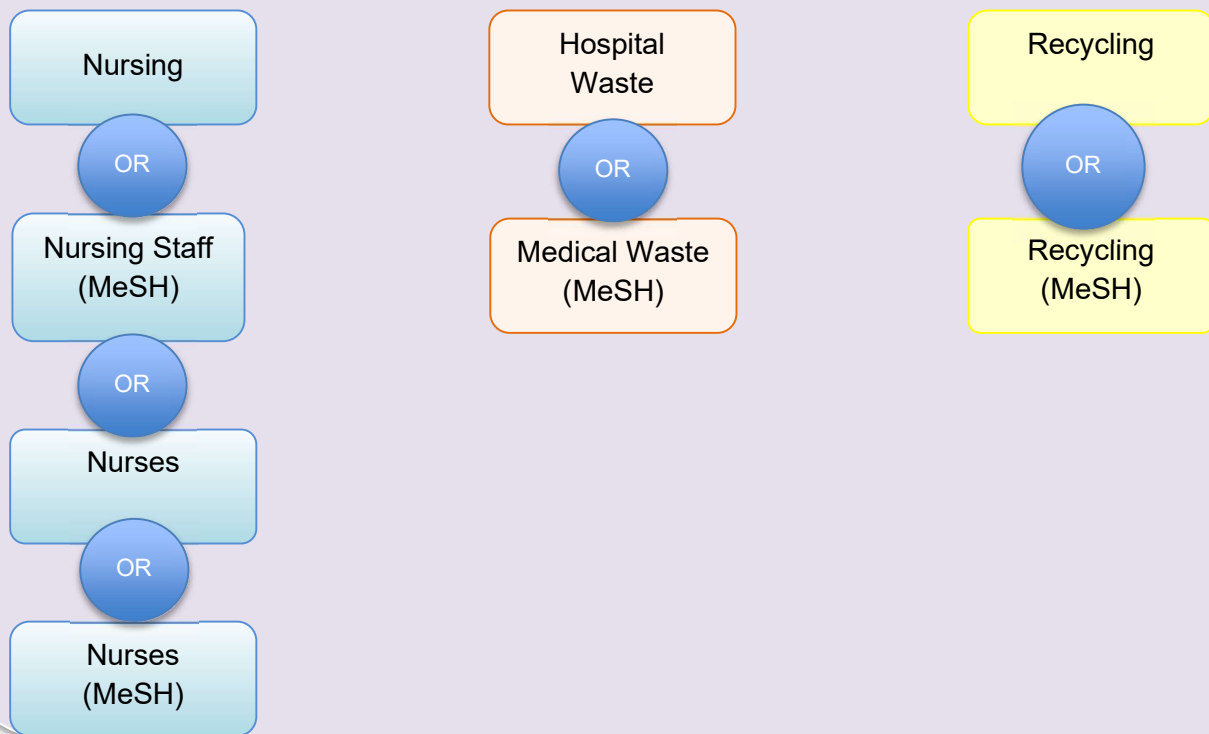 Nursing
OR
Nursing Staff
(MeSH)
OR
Nurses
OR
Nurses
(MeSH)
Hospital
Waste
OR
Medical Waste
(MeSH)
Recycling
OR
Recycling
(MeSH)